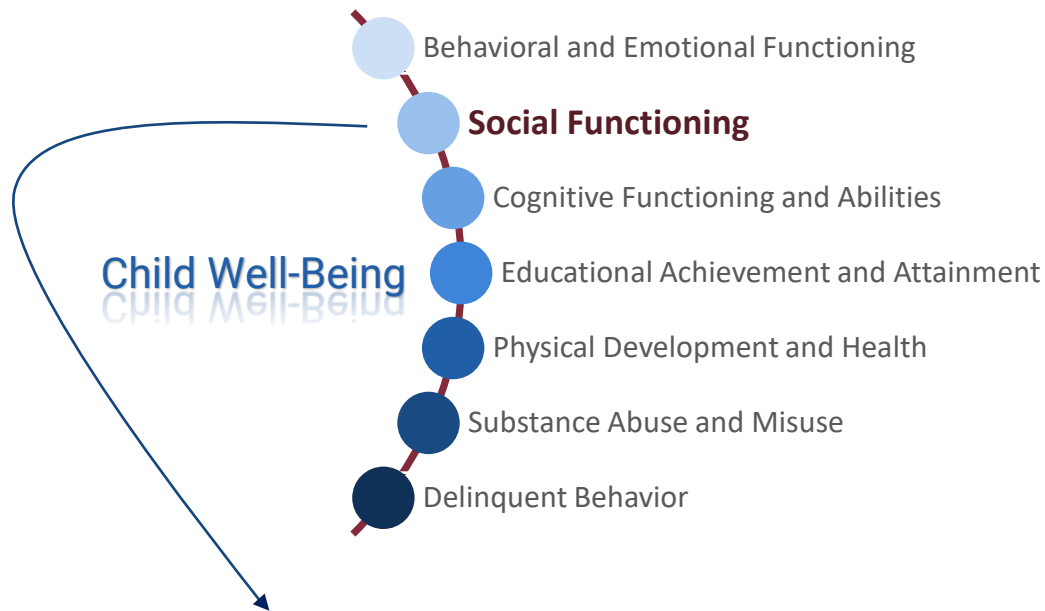 Behavioral and Emotional Functioning
Social Functioning
Cognitive Functioning and Abilities
Child Well-Being
Educational Achievement and Attainment
Physical Development and Health
Substance Abuse and Misuse
Delinquent Behavior